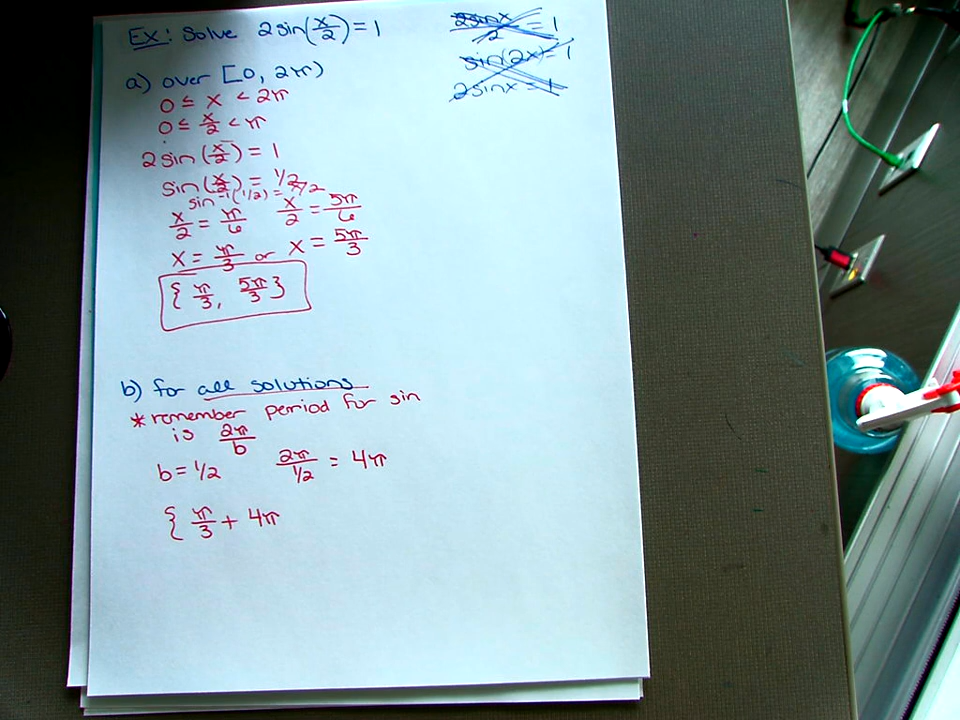 Ex: Solve 2sin(x/2) = 1
a) over [0, 2π)
0 ≤ x < 2π
0 ≤ x/2 < π
2sin(x/2) = 1
sin(x/2) = 1/2
sin⁻¹(1/2) = x/2
x/2 = π/6 x/2 = 5π/6
x = π/3 or x = 5π/3
{π/3, 5π/3}
b) for all solutions
*remember period for sin
is 2π/b
b = 1/2 2π/1/2 = 4π
{π/3 + 4π
2sinx/2 = 1
sin(2x) = 1
2sinx = 1